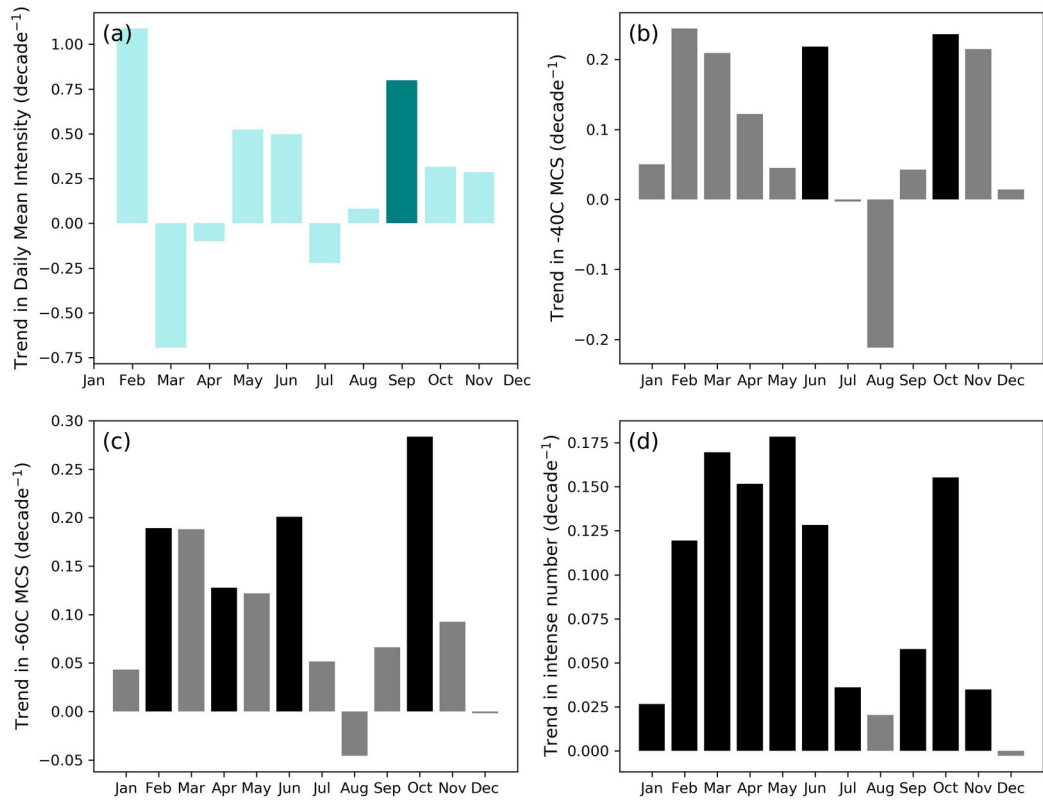 (a)
Trend in Daily Mean Intensity (decade⁻¹)
1.00
0.75
0.50
0.25
0.00
−0.25
−0.50
−0.75
Jan Feb Mar Apr May Jun Jul Aug Sep Oct Nov Dec
(b)
Trend in -40C MCS (decade⁻¹)
0.2
0.1
0.0
−0.1
−0.2
Jan Feb Mar Apr May Jun Jul Aug Sep Oct Nov Dec
(c)
Trend in -60C MCS (decade⁻¹)
0.30
0.25
0.20
0.15
0.10
0.05
0.00
−0.05
Jan Feb Mar Apr May Jun Jul Aug Sep Oct Nov Dec
(d)
Trend in intense number (decade⁻¹)
0.175
0.150
0.125
0.100
0.075
0.050
0.025
0.000
Jan Feb Mar Apr May Jun Jul Aug Sep Oct Nov Dec